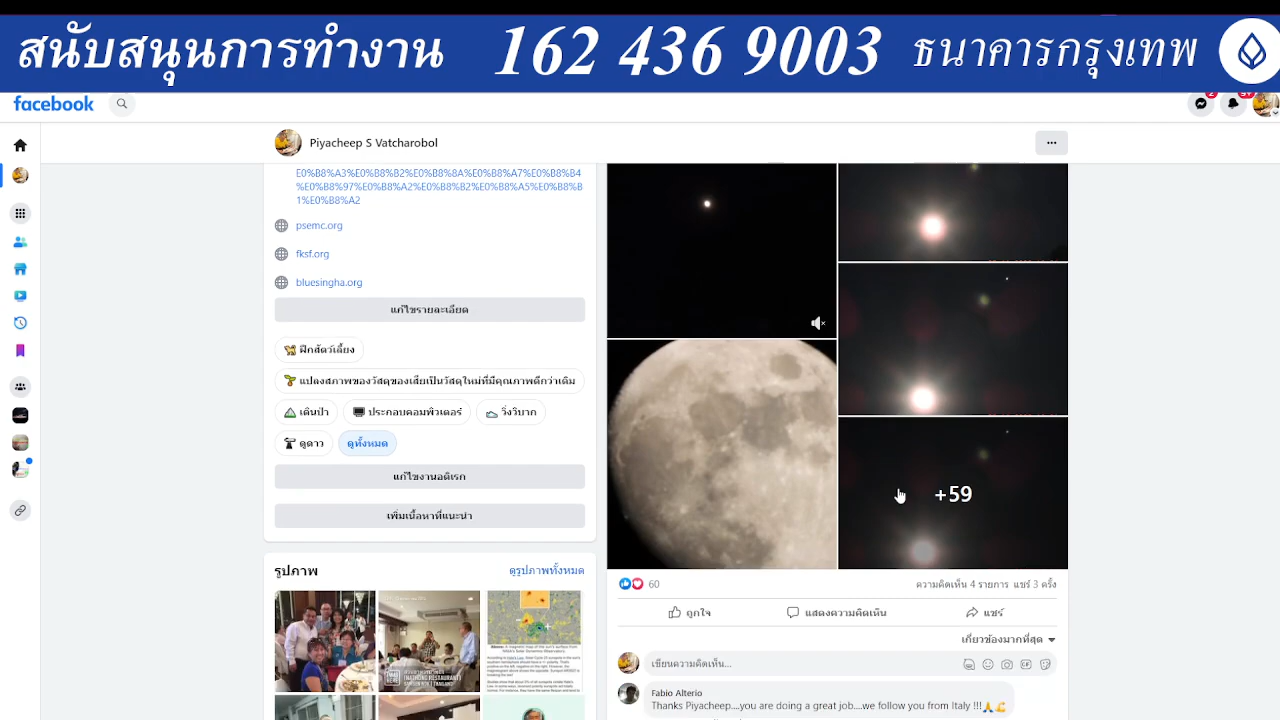 สนับสนุนการทำงาน 162 436 9003 ธนาคารกรุงเทพ
facebook
Piyacheep S Vatcharobol
E0%B8%A3%E0%B8%B2%E0%B8%8A%E0%B8%A7%E0%B8%B4
%E0%B8%97%E0%B8%A2%E0%B8%B2%E0%B8%A5%E0%B8%B
1%E0%B8%A2
psemc.org
fksf.org
bluesingha.org
แก้ไขรายละเอียด
ฝึกสัตว์เลี้ยง
แปลงสภาพของวัสดุของเสียเป็นวัสดุใหม่ที่มีคุณภาพดีกว่าเดิม
เดินป่า ประกอบคอมพิวเตอร์ วิ่งวิบาก
ดูดาว ดูทั้งหมด
แก้ไขงานอดิเรก
เพิ่มเนื้อหาที่แนะนำ
รูปภาพ ดูรูปภาพทั้งหมด
+59
60 ความคิดเห็น 4 รายการ แชร์ 3 ครั้ง
ถูกใจ แสดงความคิดเห็น แชร์
เกี่ยวข้องมากที่สุด
เขียนความคิดเห็น...
Fabio Alterio
Thanks Piyacheep....you are doing a great job....we follow you from Italy !!!🙏💪